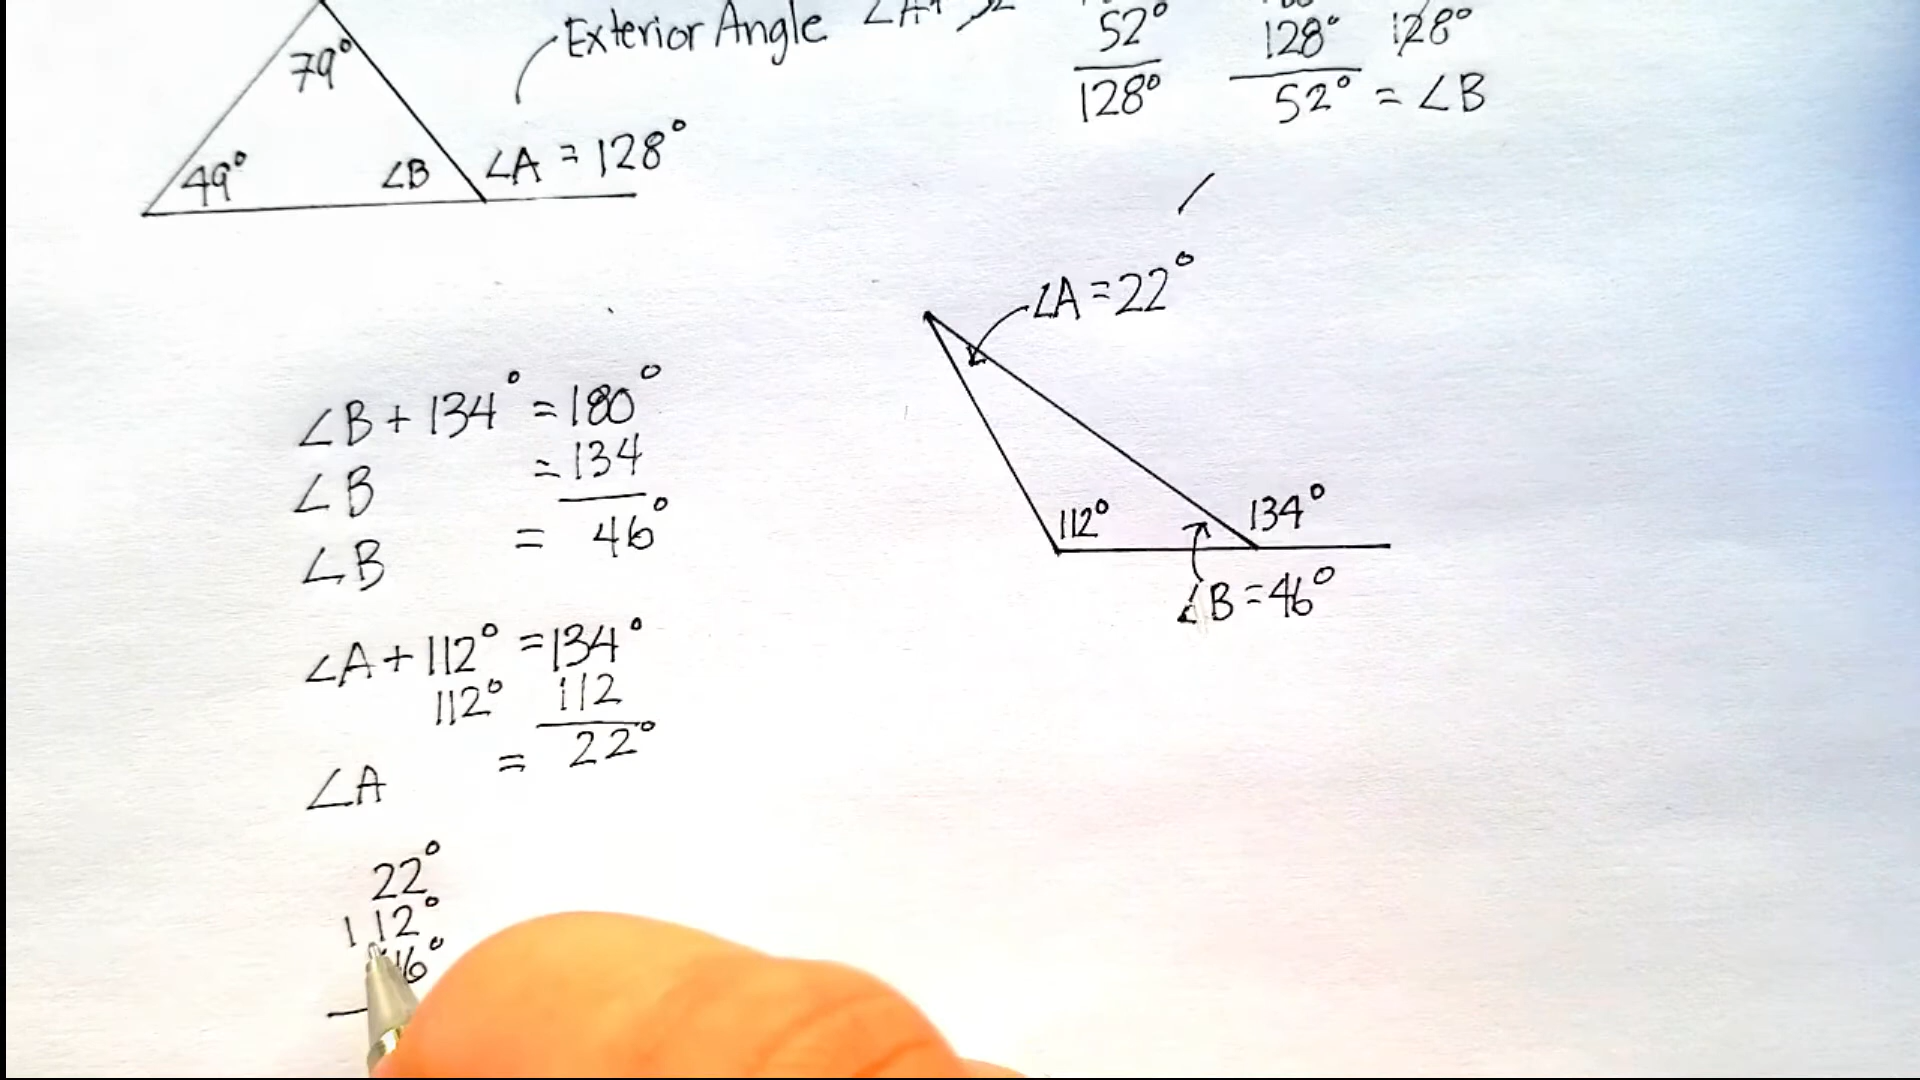 79°
49°
∠B
∠A = 128°
Exterior Angle
52°
128°
128° 128°
52° = ∠B
∠A = 22°
112°
134°
∠B = 46°
∠B + 134° = 180°
∠B = 134
∠B = 46°
∠A + 112° = 134°
112° 112
∠A = 22°
22°
112°
46°